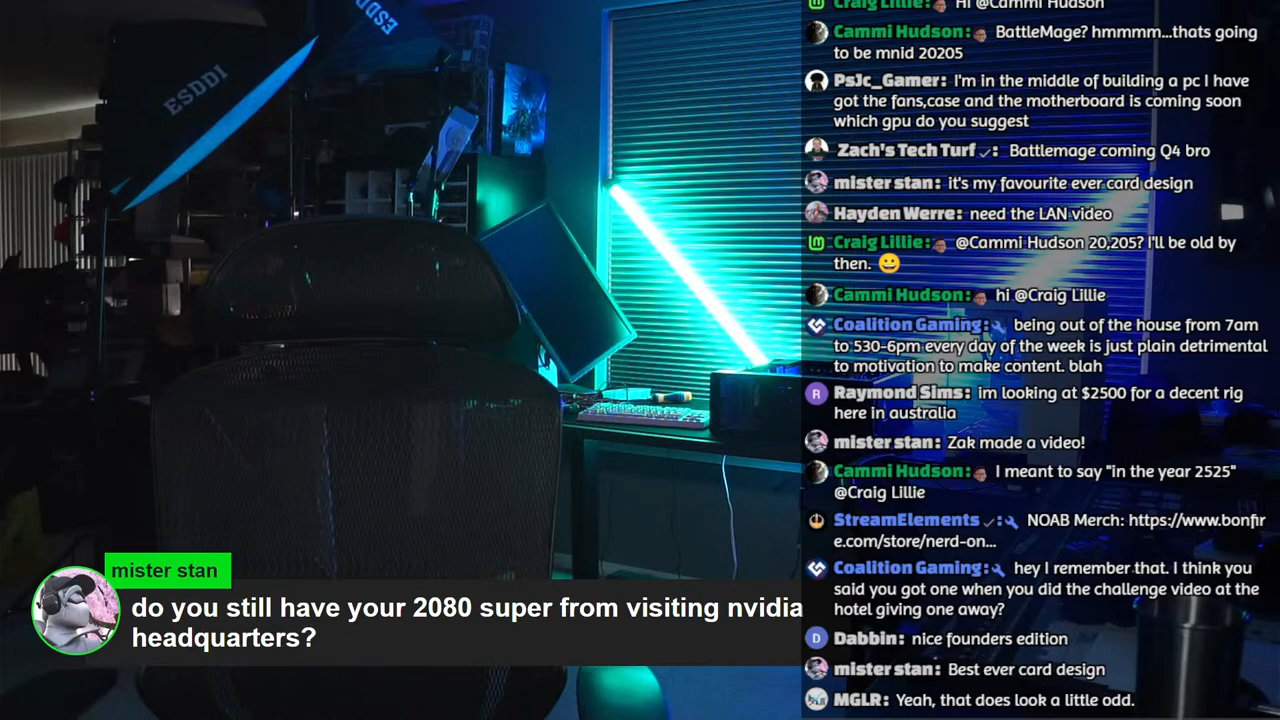 ESDDI
ESDDI
Craig Lillie: Hi @Cammi Hudson
Cammi Hudson: BattleMage? hmmmm...thats going
to be mnid 20205
PsJc_Gamer: I'm in the middle of building a pc I have
got the fans,case and the motherboard is coming soon
which gpu do you suggest
Zach's Tech Turf: Battlemage coming Q4 bro
mister stan: it's my favourite ever card design
Hayden Werre: need the LAN video
Craig Lillie: @Cammi Hudson 20,205? I'll be old by
then. 😀
Cammi Hudson: hi @Craig Lillie
Coalition Gaming: being out of the house from 7am
to 530-6pm every day of the week is just plain detrimental
to motivation to make content. blah
R Raymond Sims: im looking at $2500 for a decent rig
here in australia
mister stan: Zak made a video!
Cammi Hudson: I meant to say "in the year 2525"
@Craig Lillie
StreamElements: NOAB Merch: https://www.bonfir
e.com/store/nerd-on...
Coalition Gaming: hey I remember that. I think you
said you got one when you did the challenge video at the
hotel giving one away?
D Dabbin: nice founders edition
mister stan: Best ever card design
MGLR: Yeah, that does look a little odd.
mister stan
do you still have your 2080 super from visiting nvidia
headquarters?